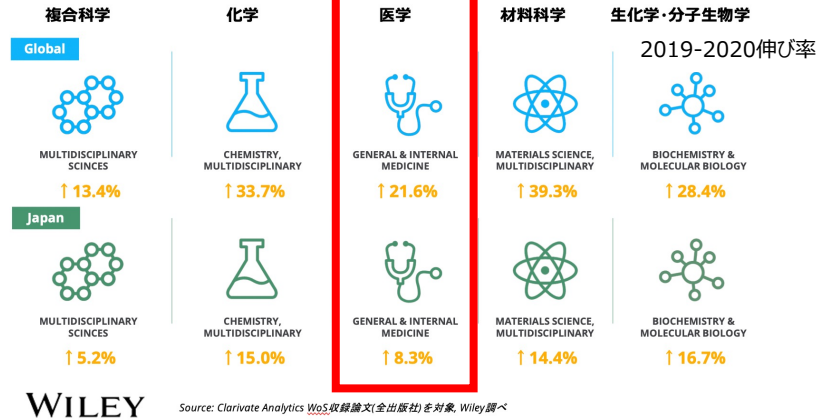 複合科学 化学 医学 材料科学 生化学・分子生物学
Global
2019-2020伸び率
MULTIDISCIPLINARY
SCINCES
↑13.4%
CHEMISTRY,
MULTIDISCIPLINARY
↑33.7%
GENERAL & INTERNAL
MEDICINE
↑21.6%
MATERIALS SCIENCE,
MULTIDISCIPLINARY
↑39.3%
BIOCHEMISTRY &
MOLECULAR BIOLOGY
↑28.4%
Japan
MULTIDISCIPLINARY
SCINCES
↑5.2%
CHEMISTRY,
MULTIDISCIPLINARY
↑15.0%
GENERAL & INTERNAL
MEDICINE
↑8.3%
MATERIALS SCIENCE,
MULTIDISCIPLINARY
↑14.4%
BIOCHEMISTRY &
MOLECULAR BIOLOGY
↑16.7%
WILEY
Source: Clarivate Analytics WoS収録論文(全出版社)を対象, Wiley調べ